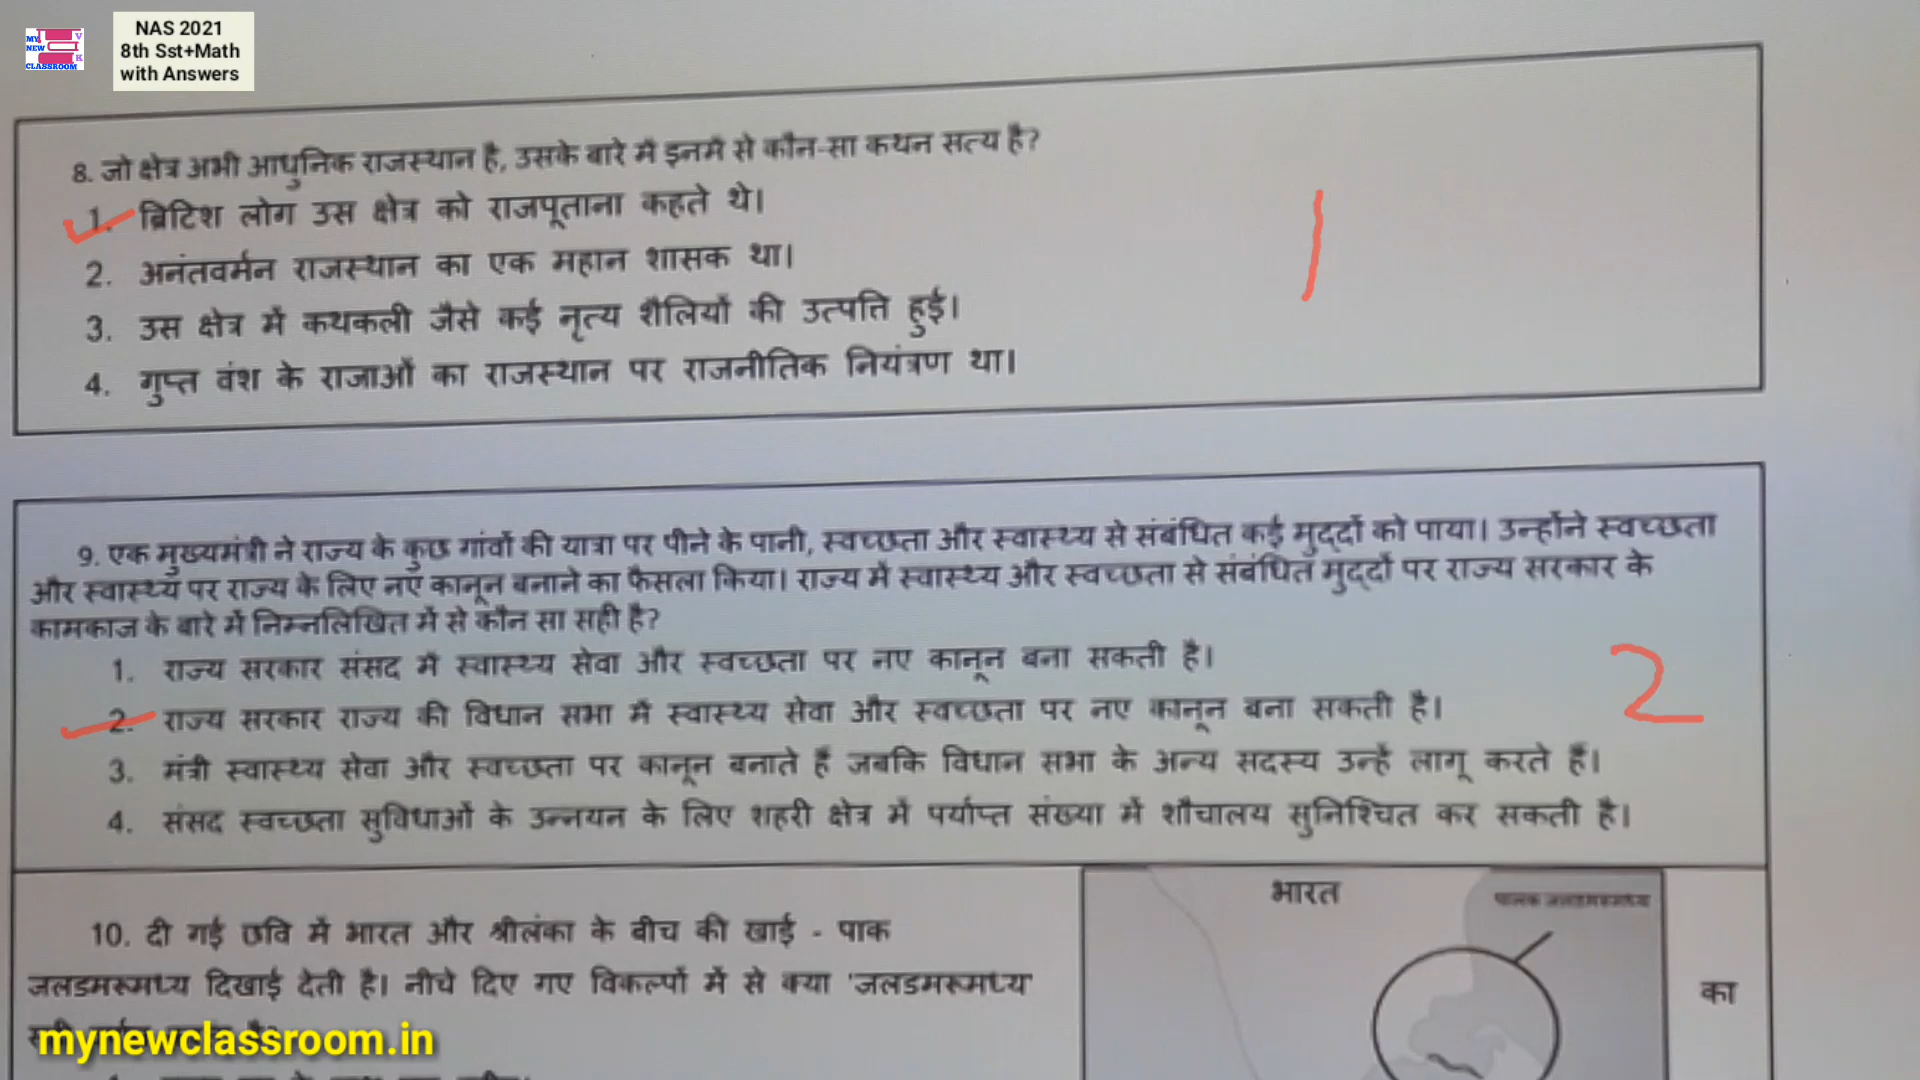 MY NEW CLASSROOM
V K
NAS 2021
8th Sst+Math
with Answers
8. जो क्षेत्र अभी आधुनिक राजस्थान है, उसके बारे में इनमें से कौन-सा कथन सत्य है?
1. ब्रिटिश लोग उस क्षेत्र को राजपूताना कहते थे।
2. अनंतवर्मन राजस्थान का एक महान शासक था।
3. उस क्षेत्र में कथकली जैसे कई नृत्य शैलियों की उत्पत्ति हुई।
4. गुप्त वंश के राजाओं का राजस्थान पर राजनीतिक नियंत्रण था।
1
9. एक मुख्यमंत्री ने राज्य के कुछ गांवों की यात्रा पर पीने के पानी, स्वच्छता और स्वास्थ्य से संबंधित कई मुद्दों को पाया। उन्होंने स्वच्छता
और स्वास्थ्य पर राज्य के लिए नए कानून बनाने का फैसला किया। राज्य में स्वास्थ्य और स्वच्छता से संबंधित मुद्दों पर राज्य सरकार के
कामकाज के बारे में निम्नलिखित में से कौन सा सही है?
1. राज्य सरकार संसद में स्वास्थ्य सेवा और स्वच्छता पर नए कानून बना सकती है।
2. राज्य सरकार राज्य की विधान सभा में स्वास्थ्य सेवा और स्वच्छता पर नए कानून बना सकती है।
2
3. मंत्री स्वास्थ्य सेवा और स्वच्छता पर कानून बनाते हैं जबकि विधान सभा के अन्य सदस्य उन्हें लागू करते हैं।
4. संसद स्वच्छता सुविधाओं के उन्नयन के लिए शहरी क्षेत्र में पर्याप्त संख्या में शौचालय सुनिश्चित कर सकती है।
10. दी गई छवि में भारत और श्रीलंका के बीच की खाई - पाक
जलडमरूमध्य दिखाई देती है। नीचे दिए गए विकल्पों में से क्या 'जलडमरूमध्य'
भारत
का
mynewclassroom.in